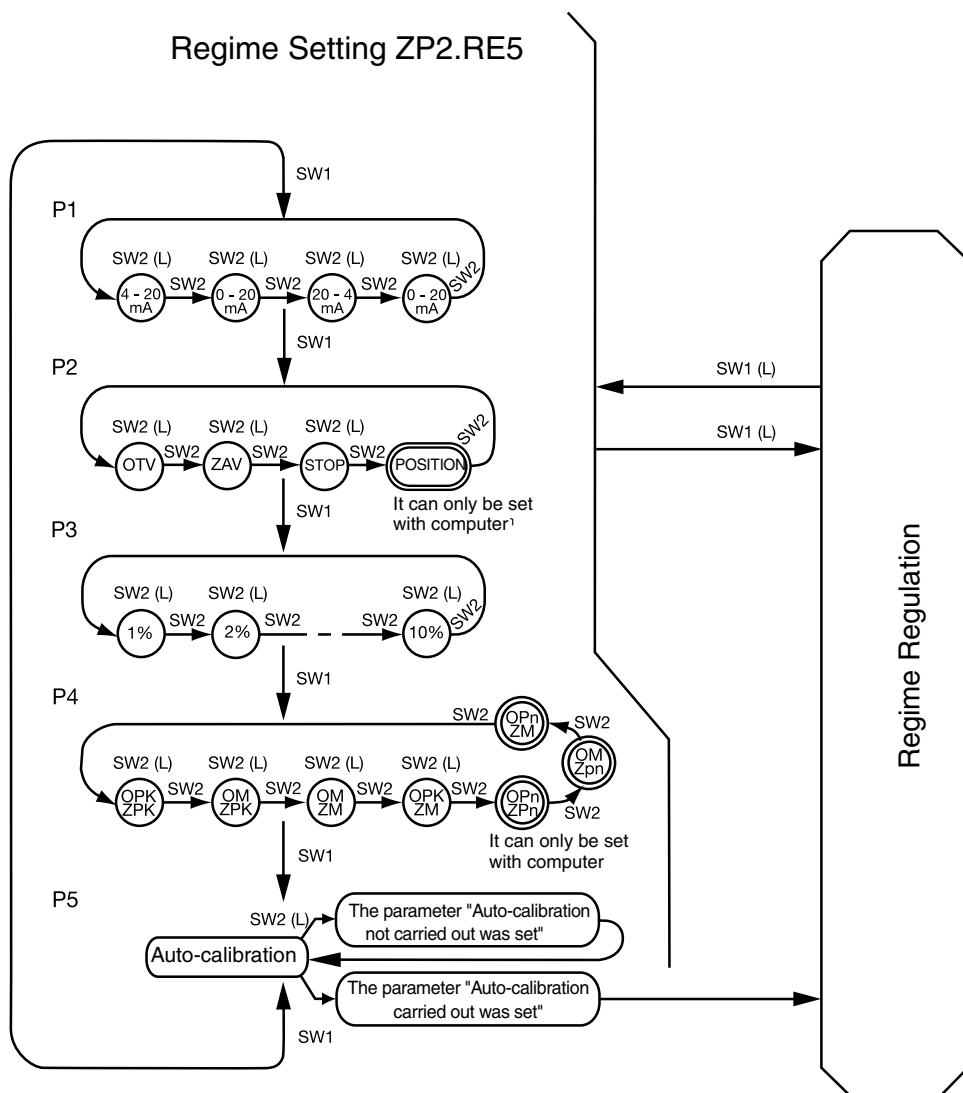 Regime Setting ZP2.RE5
SW1
P1
SW2 (L) SW2 (L) SW2 (L) SW2 (L)
4 - 20 mA SW2 0 - 20 mA SW2 20 - 4 mA SW2 0 - 20 mA SW2
SW1
P2
SW2 (L) SW2 (L) SW2 (L)
OTV SW2 ZAV SW2 STOP SW2 POSITION SW2
It can only be set
with computer¹
SW1
P3
SW2 (L) SW2 (L) SW2 (L)
1% SW2 2% SW2 SW2 10% SW2
SW1
P4
SW2 OPn ZM SW2
OM Zpn
SW2 (L) SW2 (L) SW2 (L) SW2 (L)
OPK ZPK SW2 OM ZPK SW2 OM ZM SW2 OPK ZM SW2 OPn ZPn SW2
It can only be set
with computer
SW1
P5
SW2 (L)
Auto-calibration
The parameter "Auto-calibration
not carried out was set"
The parameter "Auto-calibration
carried out was set"
SW1
SW1 (L)
SW1 (L)
Regime Regulation